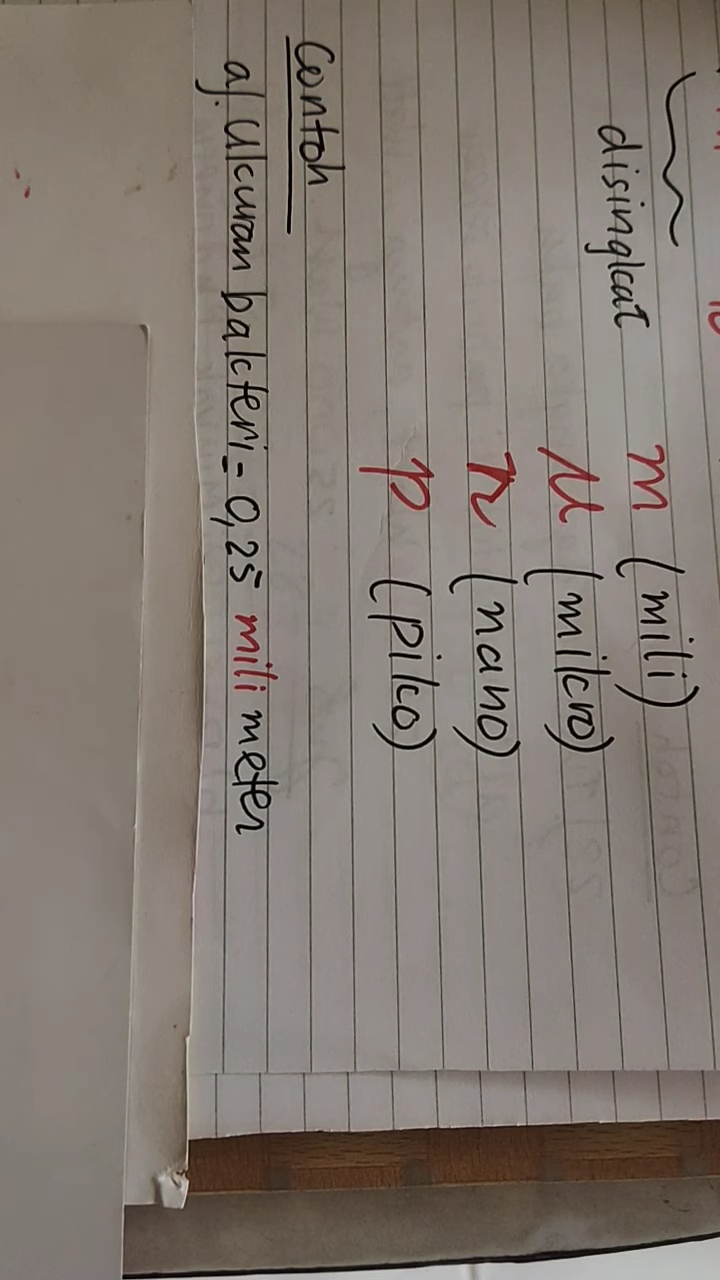 disingkat m (mili)
μ (mikro)
n (nano)
p (piko)
Contoh
a). Ukuran bakteri = 0,25 mili meter